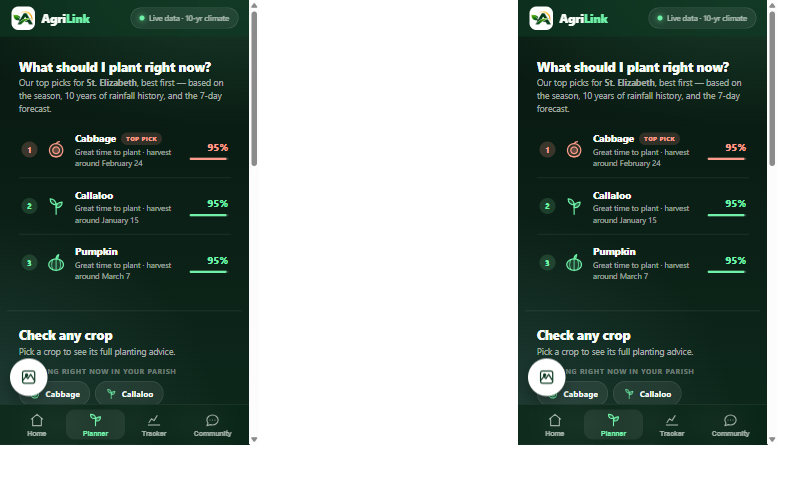 AgriLink
Live data · 10-yr climate
What should I plant right now?
Our top picks for St. Elizabeth, best first — based on
the season, 10 years of rainfall history, and the 7-day
forecast.
1
Cabbage TOP PICK
Great time to plant · harvest
around February 24
95%
2
Callaloo
Great time to plant · harvest
around January 15
95%
3
Pumpkin
Great time to plant · harvest
around March 7
95%
Check any crop
Pick a crop to see its full planting advice.
NG RIGHT NOW IN YOUR PARISH
Cabbage
Callaloo
Home
Planner
Tracker
Community
AgriLink
Live data · 10-yr climate
What should I plant right now?
Our top picks for St. Elizabeth, best first — based on
the season, 10 years of rainfall history, and the 7-day
forecast.
1
Cabbage TOP PICK
Great time to plant · harvest
around February 24
95%
2
Callaloo
Great time to plant · harvest
around January 15
95%
3
Pumpkin
Great time to plant · harvest
around March 7
95%
Check any crop
Pick a crop to see its full planting advice.
NG RIGHT NOW IN YOUR PARISH
Cabbage
Callaloo
Home
Planner
Tracker
Community